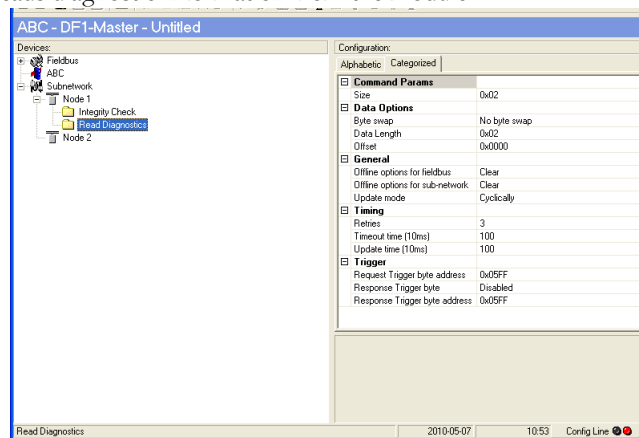 ABC - DF1-Master - Untitled
Devices:
Fieldbus
ABC
Subnetwork
Node 1
Integrity Check
Read Diagnostics
Node 2
Configuration:
Alphabetic Categorized
Command Params
Size 0x02
Data Options
Byte swap No byte swap
Data Length 0x02
Offset 0x0000
General
Offline options for fieldbus Clear
Offline options for sub-network Clear
Update mode Cyclically
Timing
Retries 3
Timeout time (10ms) 100
Update time (10ms) 100
Trigger
Request Trigger byte address 0x05FF
Response Trigger byte Disabled
Response Trigger byte address 0x05FF
Read Diagnostics 2010-05-07 10:53 Config Line